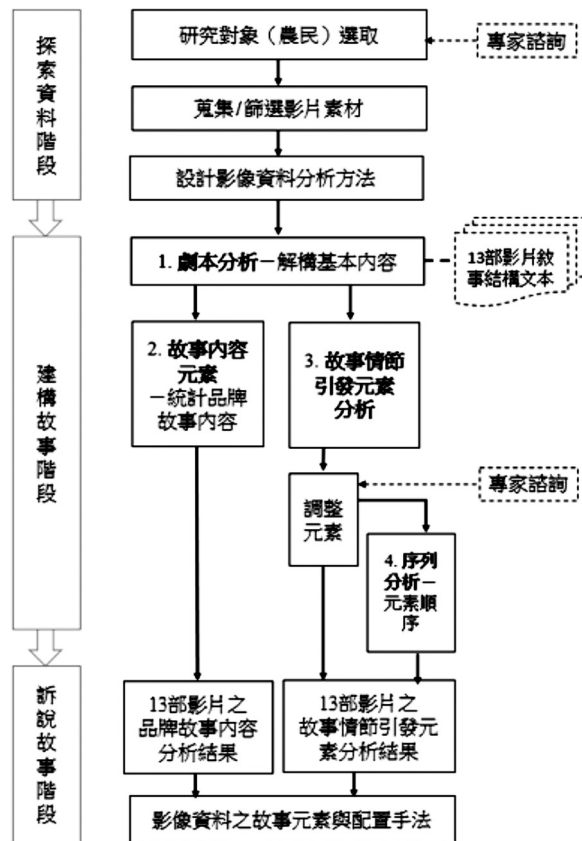 探索資料階段
研究對象（農民）選取
專家諮詢
蒐集/篩選影片素材
設計影像資料分析方法
建構故事階段
1. 劇本分析－解構基本內容
13部影片敘
事結構文本
2. 故事內容
元素
－統計品牌
故事內容
3. 故事情節
引發元素
分析
調整
元素
專家諮詢
4. 序列
分析－
元素順
序
訴說故事階段
13部影片之
品牌故事內容
分析結果
13部影片之
故事情節引發元
素分析結果
影像資料之故事元素與配置手法